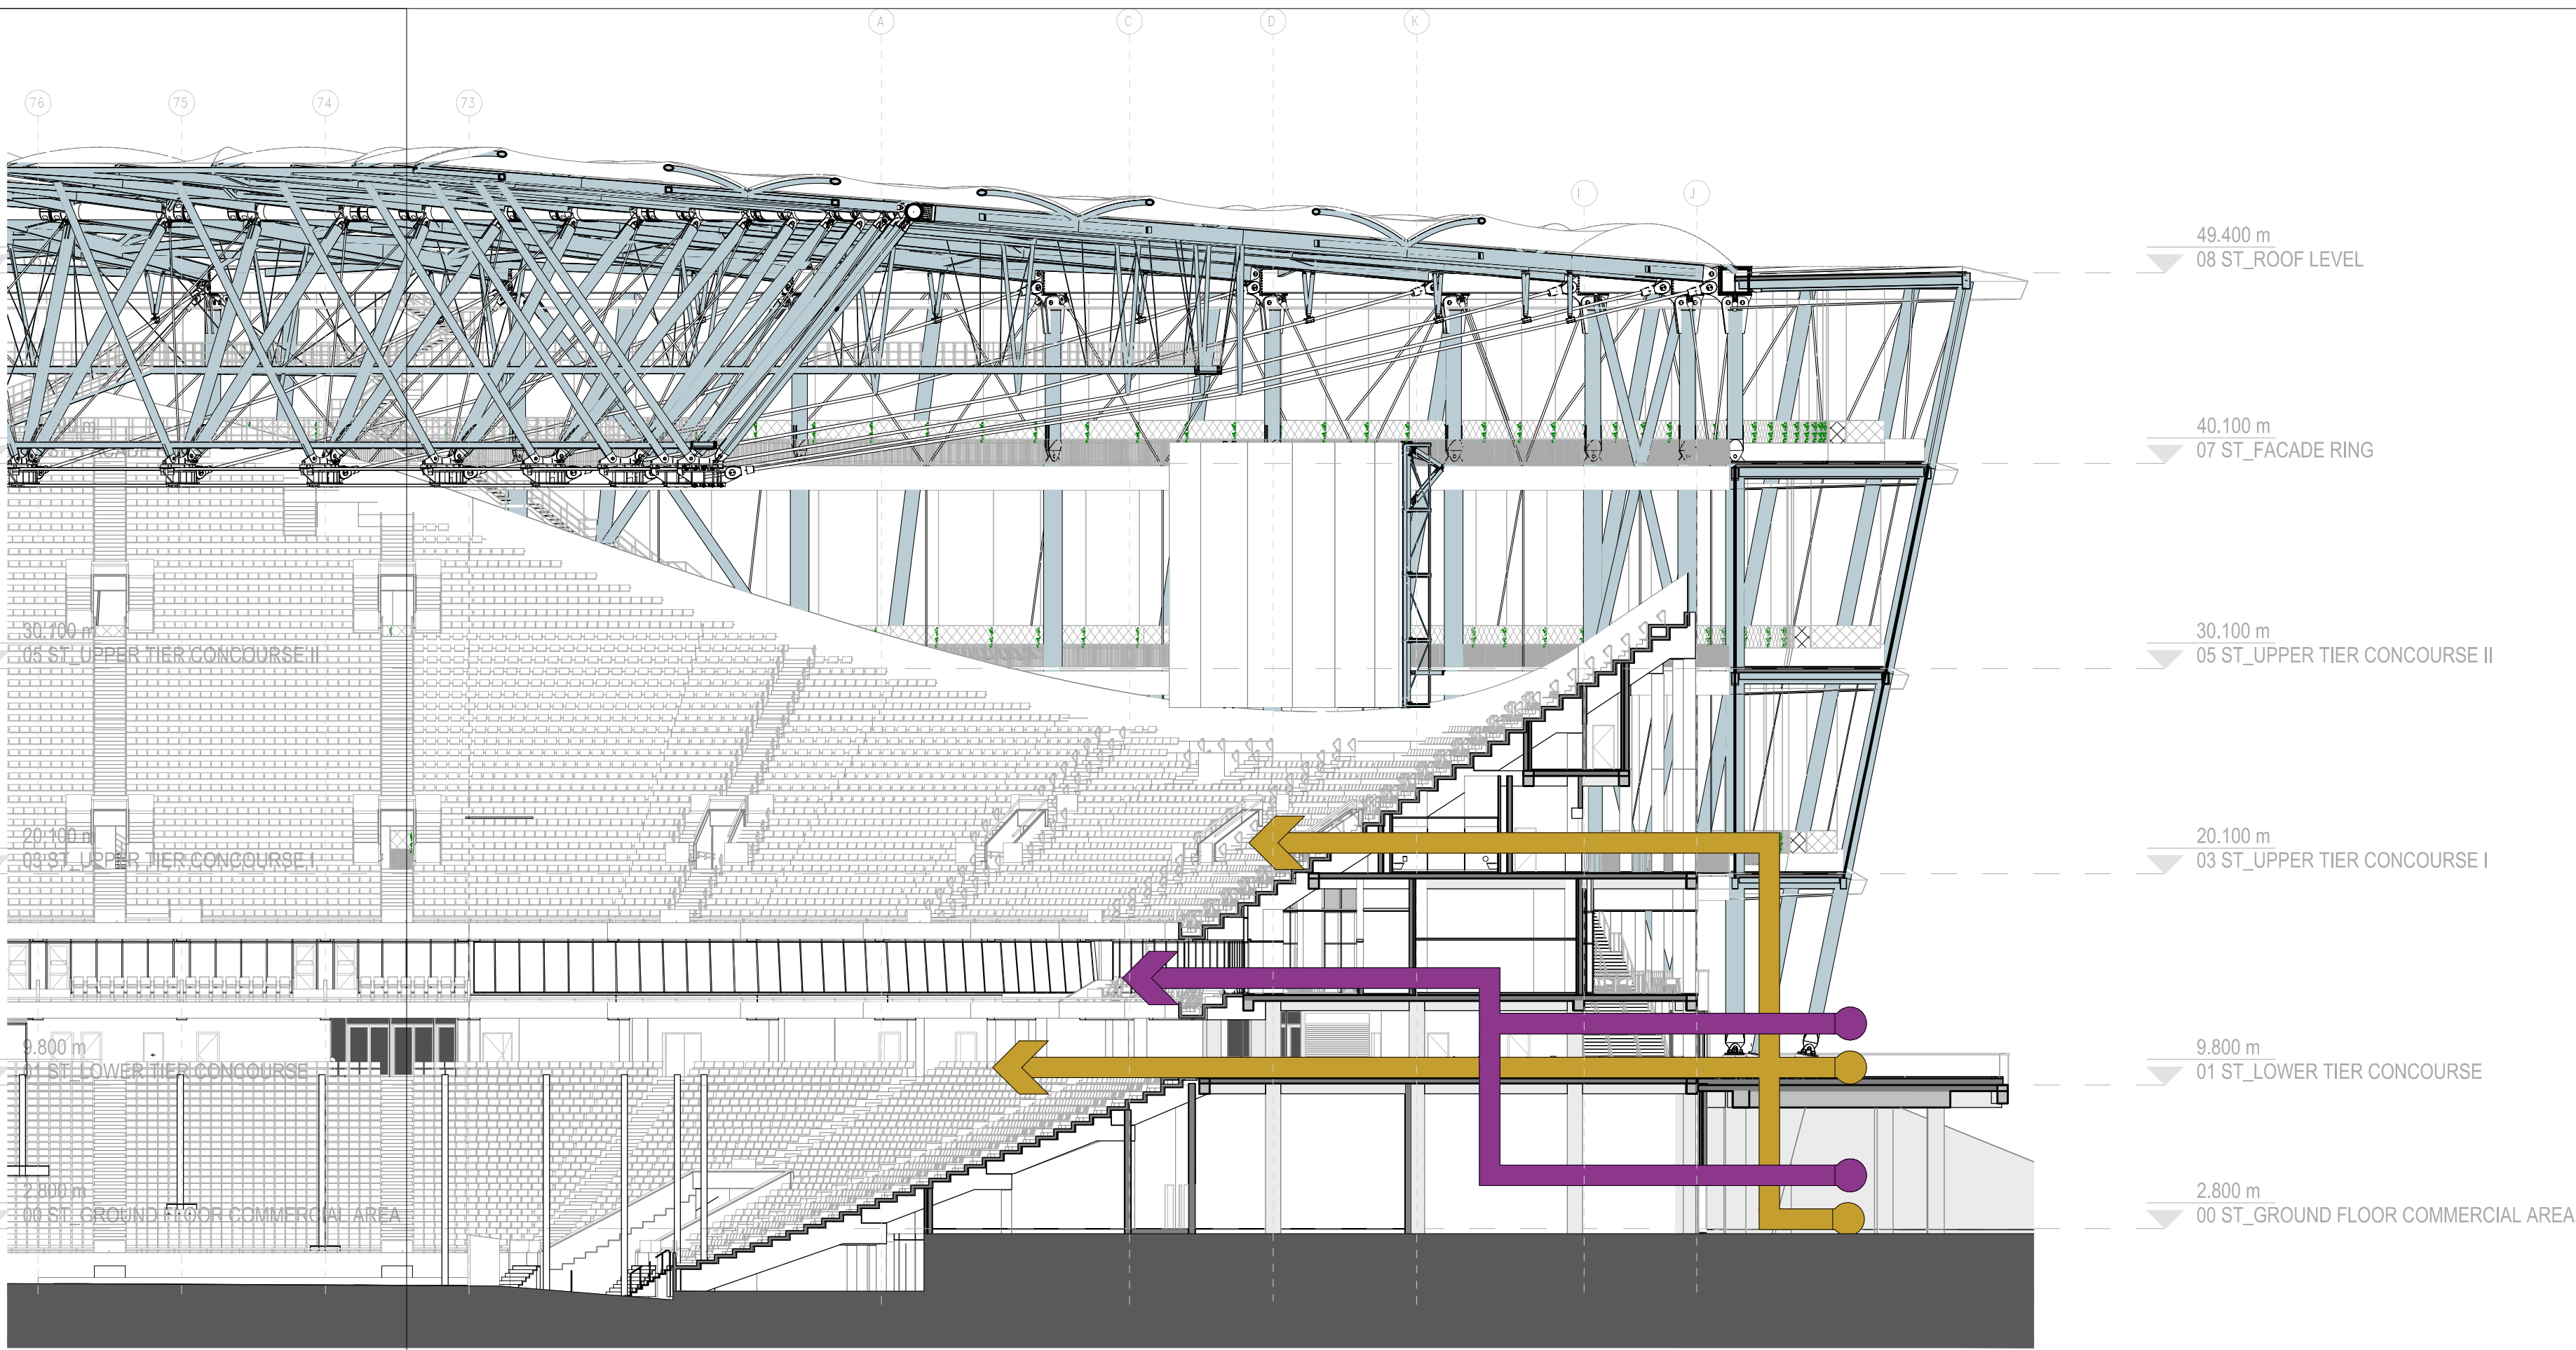 A
C
D
K
76
75
74
73
I
J
49.400 m
08 ST_ROOF LEVEL
40.100 m
07 ST_FACADE RING
30.100 m
05 ST_UPPER TIER CONCOURSE II
30.100 m
05 ST_UPPER TIER CONCOURSE II
20.100 m
03 ST_UPPER TIER CONCOURSE I
20.100 m
03 ST_UPPER TIER CONCOURSE I
9.800 m
01 ST_LOWER TIER CONCOURSE
9.800 m
01 ST_LOWER TIER CONCOURSE
2.800 m
00 ST_GROUND FLOOR COMMERCIAL AREA
2.800 m
00 ST_GROUND FLOOR COMMERCIAL AREA